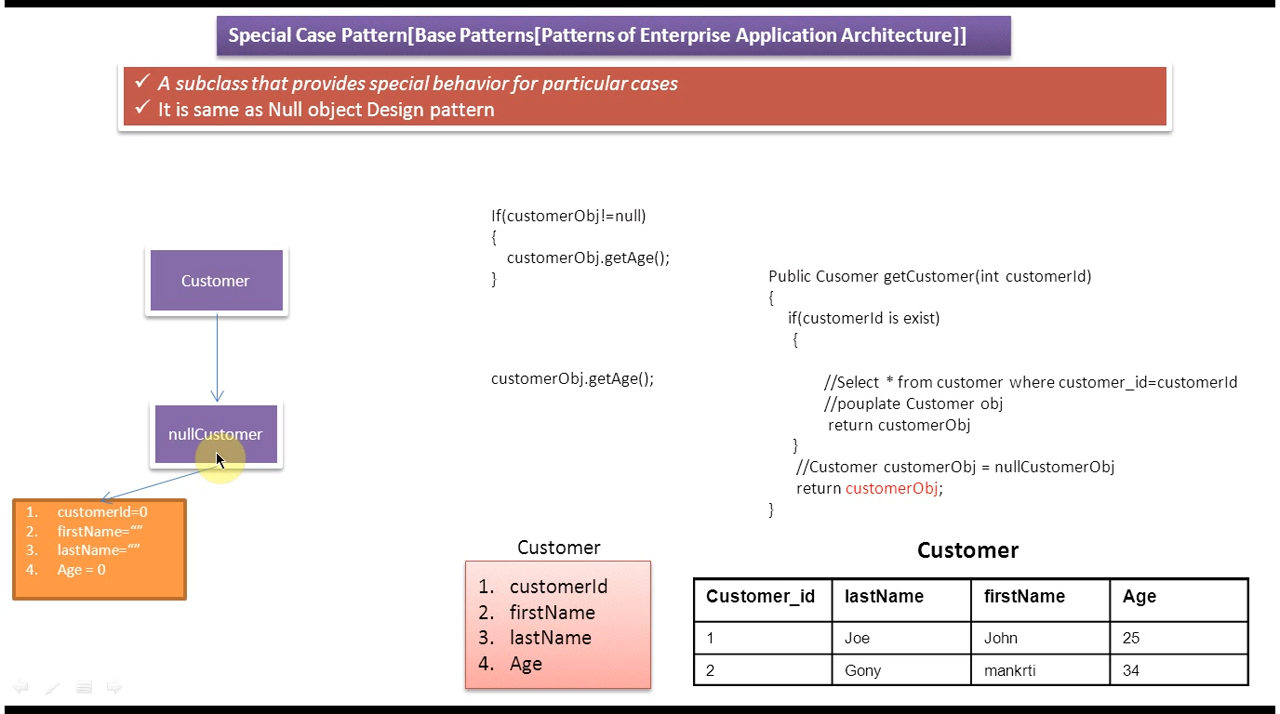 Special Case Pattern[Base Patterns[Patterns of Enterprise Application Architecture]]
✓ A subclass that provides special behavior for particular cases
✓ It is same as Null object Design pattern
Customer
nullCustomer
1. customerId=0
2. firstName=“”
3. lastName=“”
4. Age = 0
If(customerObj!=null)
{
customerObj.getAge();
}
customerObj.getAge();
Public Cusomer getCustomer(int customerId)
{
if(customerId is exist)
{
//Select * from customer where customer_id=customerId
//pouplate Customer obj
return customerObj
}
//Customer customerObj = nullCustomerObj
return customerObj;
}
Customer
1. customerId
2. firstName
3. lastName
4. Age
Customer
Customer_id lastName firstName Age
1 Joe John 25
2 Gony mankrti 34